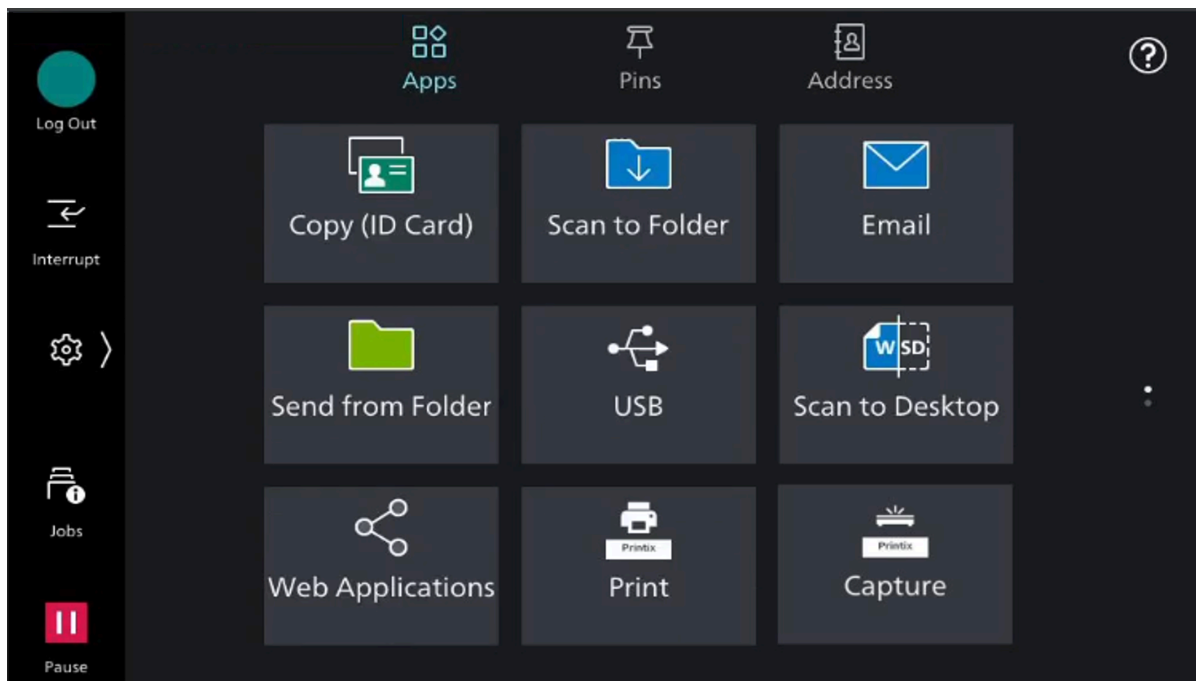 Apps
Pins
Address
Log Out
Copy (ID Card)
Scan to Folder
Email
Interrupt
Send from Folder
USB
W SD
Scan to Desktop
Jobs
Web Applications
Printix
Print
Printix
Capture
Pause